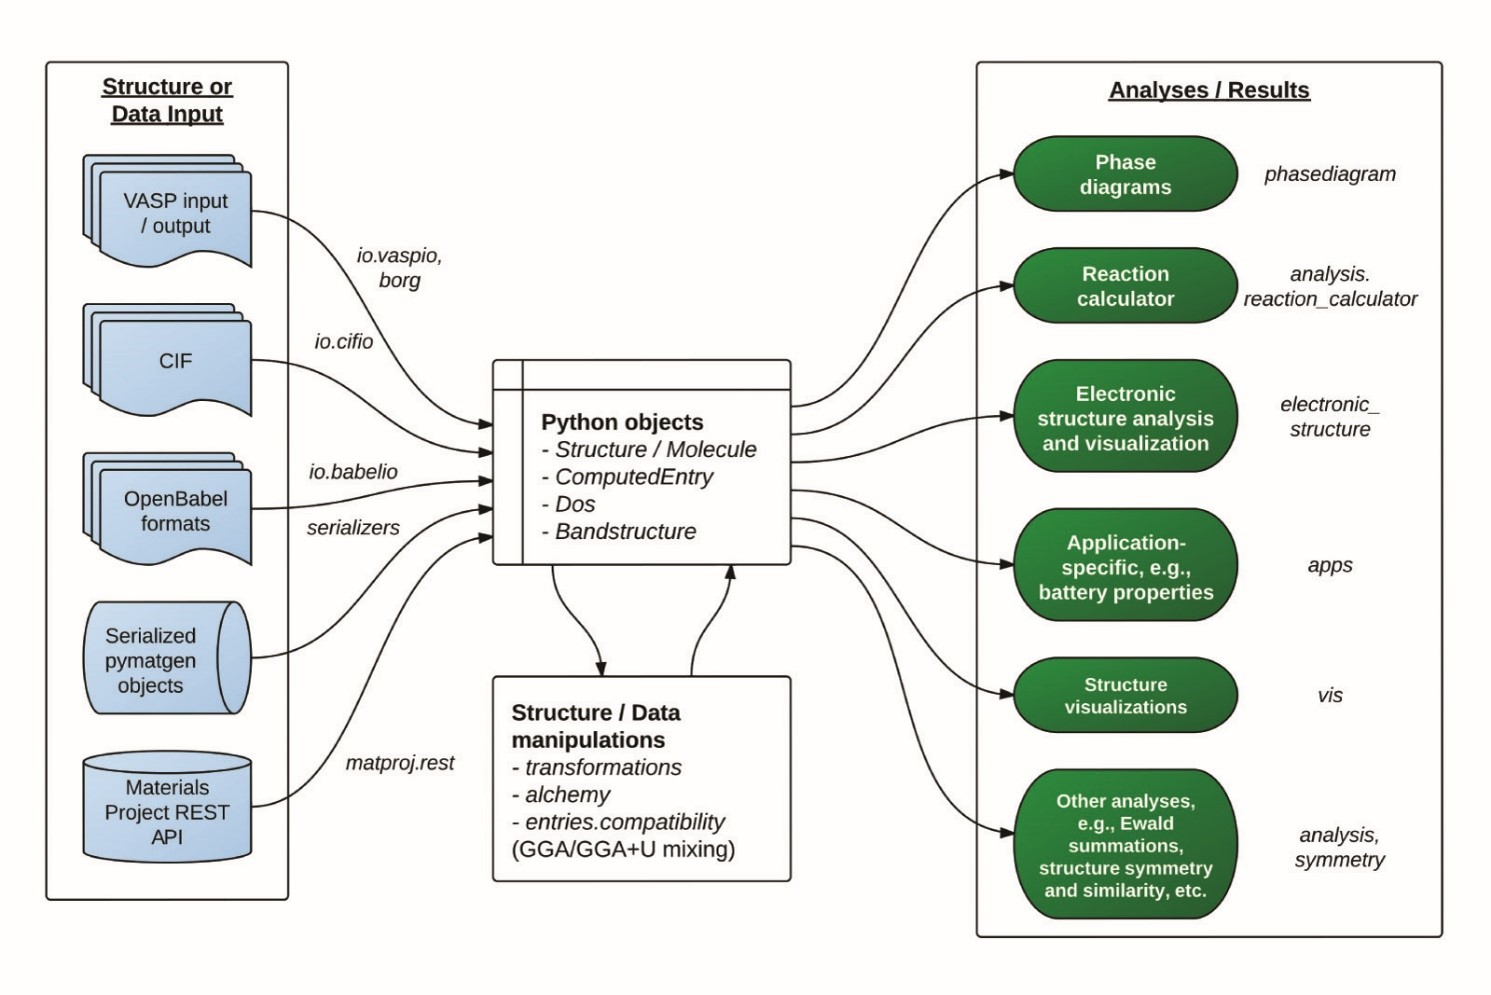 Structure or
Data Input
VASP input
/ output
CIF
OpenBabel
formats
Serialized
pymatgen
objects
Materials
Project REST
API
io.vaspio,
borg
io.cifio
io.babelio
serializers
matproj.rest
Python objects
- Structure / Molecule
- ComputedEntry
- Dos
- Bandstructure
Structure / Data
manipulations
- transformations
- alchemy
- entries.compatibility
(GGA/GGA+U mixing)
Analyses / Results
Phase
diagrams
phasediagram
Reaction
calculator
analysis.
reaction_calculator
Electronic
structure analysis
and visualization
electronic_
structure
Application-
specific, e.g.,
battery properties
apps
Structure
visualizations
vis
Other analyses,
e.g., Ewald
summations,
structure symmetry
and similarity, etc.
analysis,
symmetry